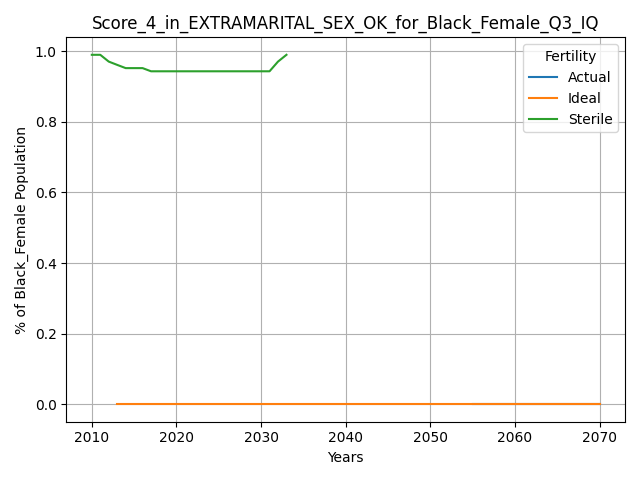 Score_4_in_EXTRAMARITAL_SEX_OK_for_Black_Female_Q3_IQ
% of Black_Female Population
1.0
0.8
0.6
0.4
0.2
0.0
Fertility
Actual
Ideal
Sterile
2010 2020 2030 2040 2050 2060 2070
Years